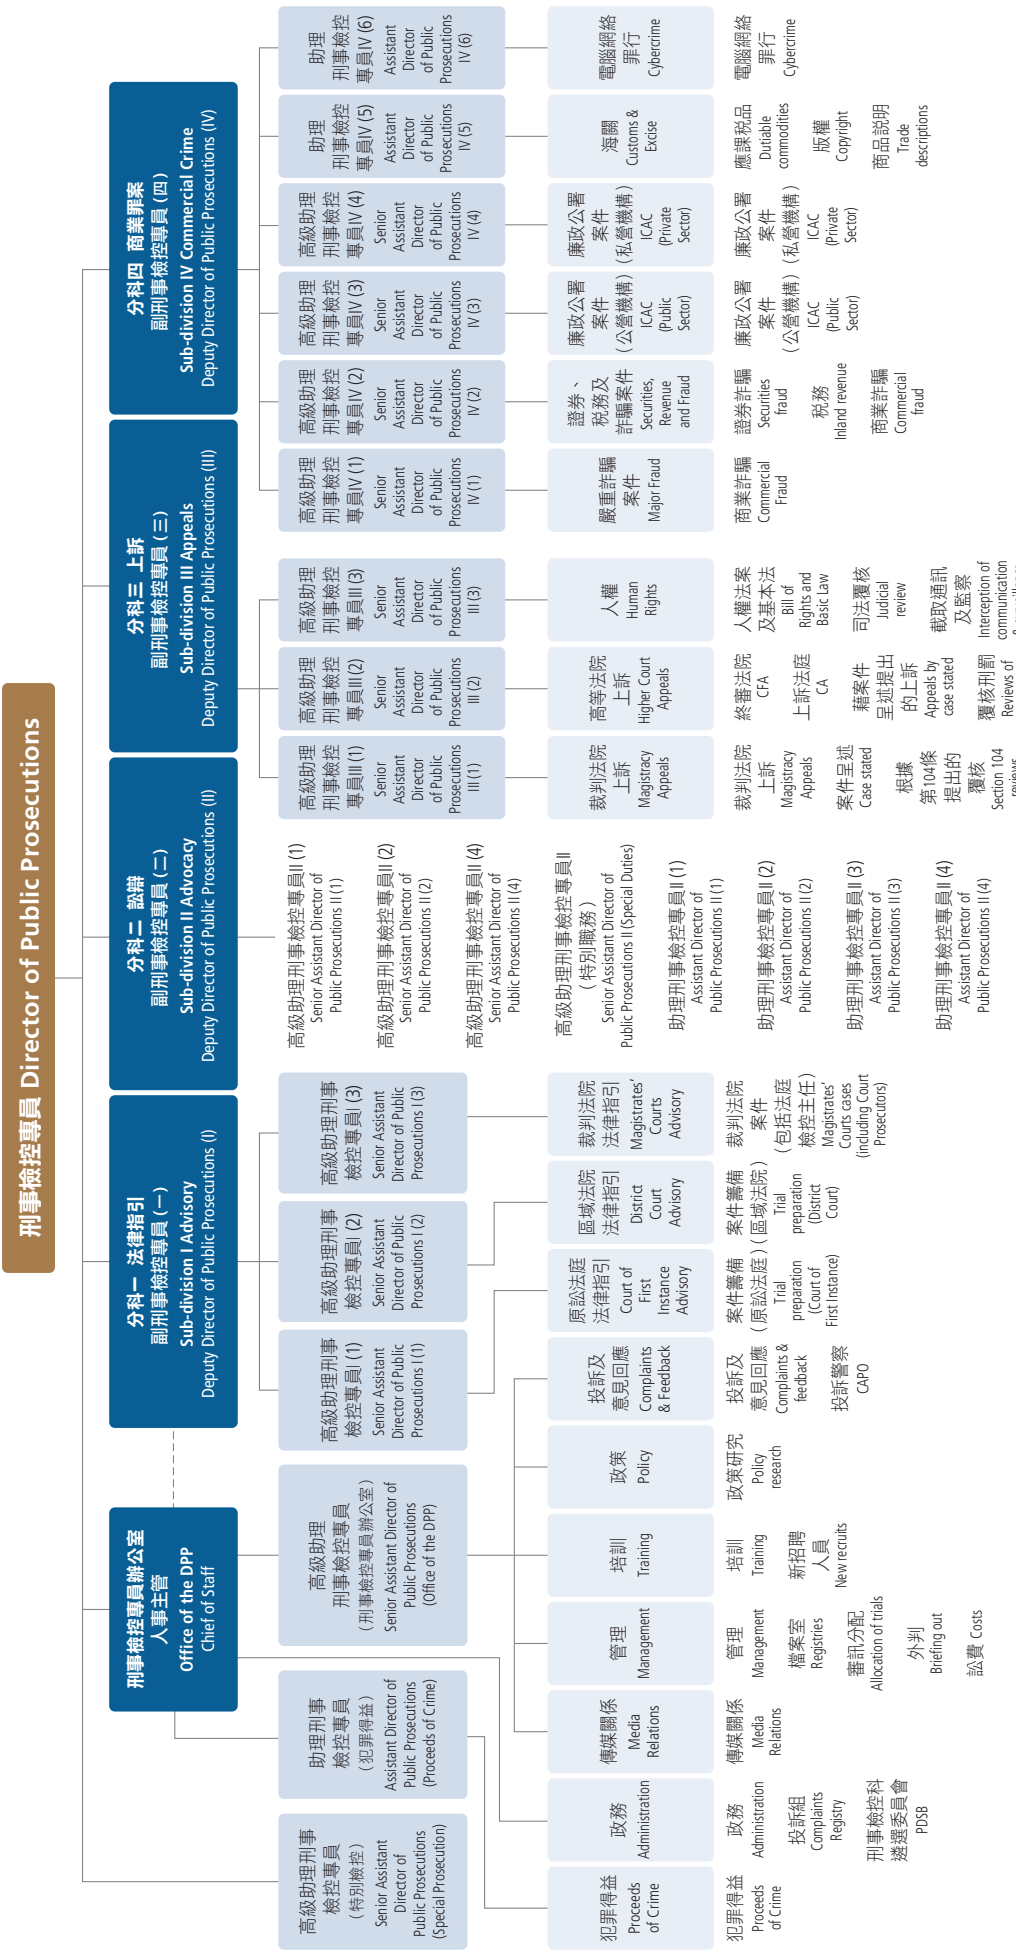 刑事檢控專員 Director of Public Prosecutions
刑事檢控專員辦公室
人事主管
Office of the DPP
Chief of Staff
分科一 法律指引
副刑事檢控專員 (一)
Sub-division I Advisory
Deputy Director of Public Prosecutions (I)
分科二 訟辯
副刑事檢控專員 (二)
Sub-division II Advocacy
Deputy Director of Public Prosecutions (II)
分科三 上訴
副刑事檢控專員 (三)
Sub-division III Appeals
Deputy Director of Public Prosecutions (III)
分科四 商業罪案
副刑事檢控專員 (四)
Sub-division IV Commercial Crime
Deputy Director of Public Prosecutions (IV)
高級助理刑事
檢控專員
(特別檢控)
Senior Assistant
Director of
Public Prosecutions
(Special Prosecution)
助理刑事
檢控專員
(犯罪得益)
Assistant Director of
Public Prosecutions
(Proceeds of Crime)
高級助理
刑事檢控專員
(刑事檢控專員辦公室)
Senior Assistant Director of
Public Prosecutions
(Office of the DPP)
高級助理刑事
檢控專員I (1)
Senior Assistant
Director of Public
Prosecutions I (1)
高級助理刑事
檢控專員I (2)
Senior Assistant
Director of Public
Prosecutions I (2)
高級助理刑事
檢控專員I (3)
Senior Assistant
Director of Public
Prosecutions I (3)
高級助理刑事檢控專員II (1)
Senior Assistant Director of
Public Prosecutions II (1)
高級助理刑事檢控專員II (2)
Senior Assistant Director of
Public Prosecutions II (2)
高級助理刑事檢控專員II (4)
Senior Assistant Director of
Public Prosecutions II (4)
高級助理刑事檢控專員II
(特別職務)
Senior Assistant Director of
Public Prosecutions II (Special Duties)
助理刑事檢控專員II (1)
Assistant Director of
Public Prosecutions II (1)
助理刑事檢控專員II (2)
Assistant Director of
Public Prosecutions II (2)
助理刑事檢控專員II (3)
Assistant Director of
Public Prosecutions II (3)
助理刑事檢控專員II (4)
Assistant Director of
Public Prosecutions II (4)
高級助理
刑事檢控
專員III (1)
Senior
Assistant
Director
of Public
Prosecutions
III (1)
高級助理
刑事檢控
專員III (2)
Senior
Assistant
Director
of Public
Prosecutions
III (2)
高級助理
刑事檢控
專員III (3)
Senior
Assistant
Director
of Public
Prosecutions
III (3)
高級助理
刑事檢控
專員IV (1)
Senior
Assistant
Director
of Public
Prosecutions
IV (1)
高級助理
刑事檢控
專員IV (2)
Senior
Assistant
Director
of Public
Prosecutions
IV (2)
高級助理
刑事檢控
專員IV (3)
Senior
Assistant
Director
of Public
Prosecutions
IV (3)
高級助理
刑事檢控
專員IV (4)
Senior
Assistant
Director
of Public
Prosecutions
IV (4)
助理
刑事檢控
專員IV (5)
Assistant
Director
of Public
Prosecutions
IV (5)
助理
刑事檢控
專員IV (6)
Assistant
Director
of Public
Prosecutions
IV (6)
犯罪得益
Proceeds
of Crime
政務
Administration
傳媒關係
Media
Relations
管理
Management
培訓
Training
政策
Policy
投訴及
意見回應
Complaints
& Feedback
原訟法庭
法律指引
Court of
First
Instance
Advisory
區域法院
法律指引
District
Court
Advisory
裁判法院
法律指引
Magistrates'
Courts
Advisory
裁判法院
上訴
Magistracy
Appeals
高等法院
上訴
Higher Court
Appeals
人權
Human
Rights
嚴重詐騙
案件
Major Fraud
證券、
稅務及
詐騙案件
Securities,
Revenue
and Fraud
廉政公署
案件
(公營機構)
ICAC
(Public
Sector)
廉政公署
案件
(私營機構)
ICAC
(Private
Sector)
海關
Customs &
Excise
電腦網絡
罪行
Cybercrime
犯罪得益
Proceeds
of Crime
政務
Administration
投訴組
Complaints
Registry
刑事檢控科
遴選委員會
PDSB
傳媒關係
Media
Relations
管理
Management
檔案室
Registries
審訊分配
Allocation of trials
外判
Briefing out
訟費 Costs
培訓
Training
新招聘
人員
New recruits
政策研究
Policy
research
投訴及
意見回應
Complaints &
feedback
投訴警察
CAPO
案件籌備
(原訟法庭)
Trial
preparation
(Court of
First Instance)
案件籌備
(區域法院)
Trial
preparation
(District
Court)
裁判法院
案件
(包括法庭
檢控主任)
Magistrates'
Courts cases
(including Court
Prosecutors)
裁判法院
上訴
Magistracy
Appeals
案件呈述
Case stated
根據
第104條
提出的
覆核
Section 104
reviews
終審法院
CFA
上訴法庭
CA
藉案件
呈述提出
的上訴
Appeals by
case stated
覆核刑罰
Reviews of
人權法案
及基本法
Bill of
Rights and
Basic Law
司法覆核
Judicial
review
截取通訊
及監察
Interception of
communication
商業詐騙
Commercial
Fraud
證券詐騙
Securities
fraud
稅務
Inland revenue
商業詐騙
Commercial
fraud
廉政公署
案件
(公營機構)
ICAC
(Public
Sector)
廉政公署
案件
(私營機構)
ICAC
(Private
Sector)
應課稅品
Dutiable
commodities
版權
Copyright
商品說明
Trade
descriptions
電腦網絡
罪行
Cybercrime